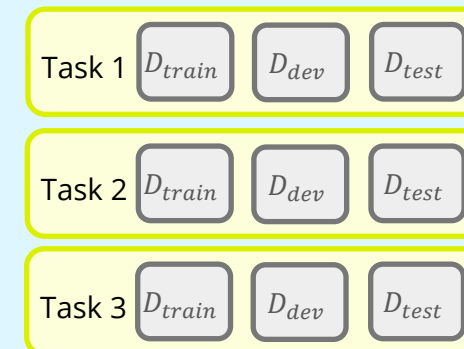 Task 1 D_train D_dev D_test
Task 2 D_train D_dev D_test
Task 3 D_train D_dev D_test